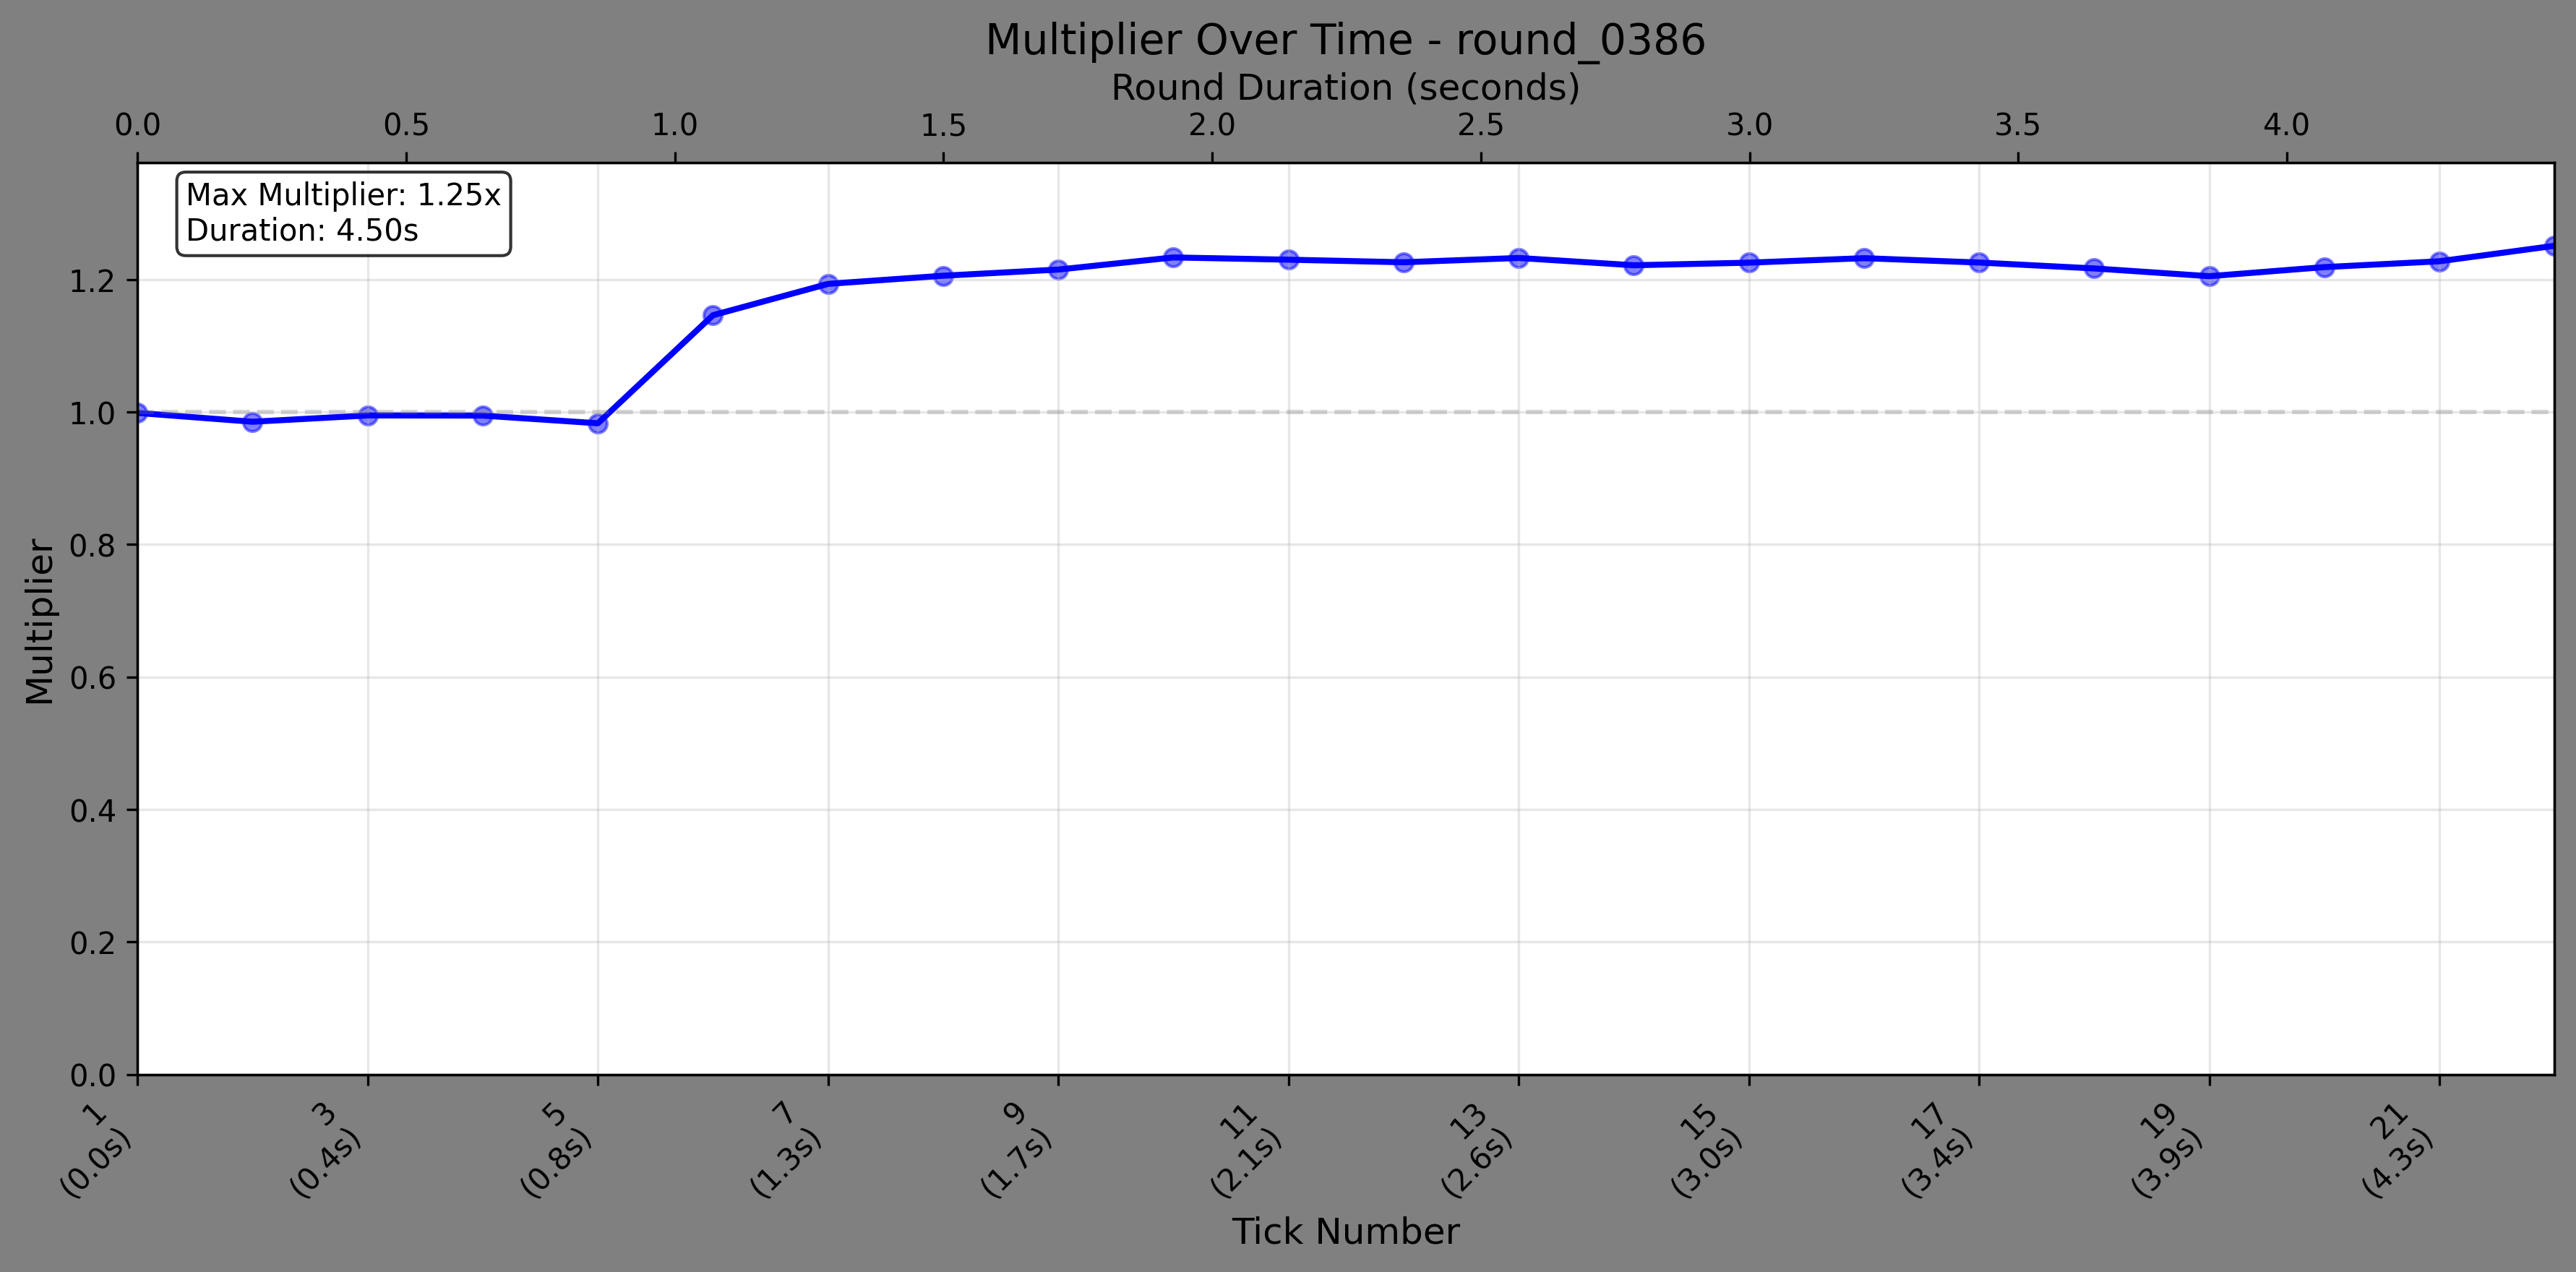 Multiplier Over Time - round_0386
Round Duration (seconds)
0.0 0.5 1.0 1.5 2.0 2.5 3.0 3.5 4.0
Max Multiplier: 1.25x
Duration: 4.50s
Multiplier
1.2
1.0
0.8
0.6
0.4
0.2
0.0
1
(0.0s)
3
(0.4s)
5
(0.8s)
7
(1.3s)
9
(1.7s)
11
(2.1s)
13
(2.6s)
15
(3.0s)
17
(3.4s)
19
(3.9s)
21
(4.3s)
Tick Number